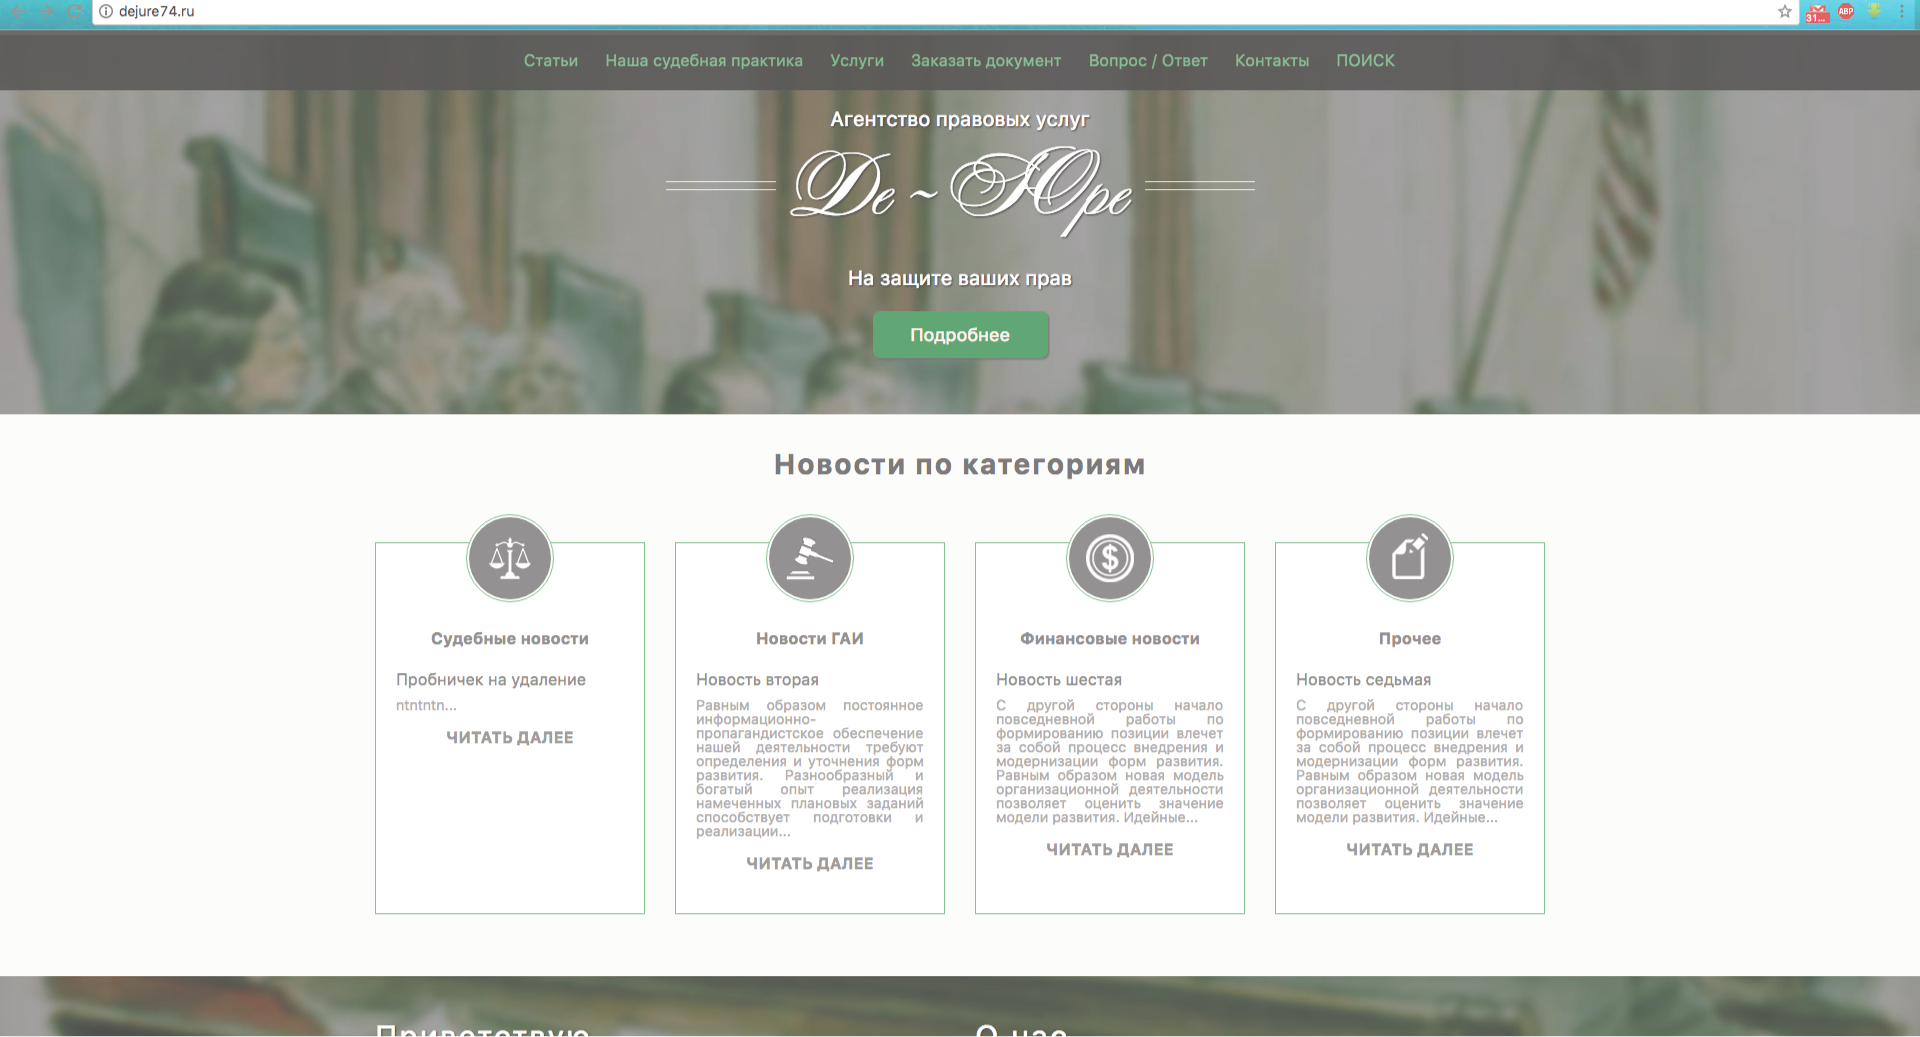 dejure74.ru
31...
ABP
Статьи Наша судебная практика Услуги Заказать документ Вопрос / Ответ Контакты ПОИСК
Агентство правовых услуг
Де ~ Юре
На защите ваших прав
Подробнее
Новости по категориям
Судебные новости
Пробничек на удаление
ntntntn...
ЧИТАТЬ ДАЛЕЕ
Новости ГАИ
Новость вторая
Равным образом постоянное
информационно-
пропагандистское обеспечение
нашей деятельности требуют
определения и уточнения форм
развития. Разнообразный и
богатый опыт реализация
намеченных плановых заданий
способствует подготовки и
реализации...
ЧИТАТЬ ДАЛЕЕ
Финансовые новости
Новость шестая
С другой стороны начало
повседневной работы по
формированию позиции влечет
за собой процесс внедрения и
модернизации форм развития.
Равным образом новая модель
организационной деятельности
позволяет оценить значение
модели развития. Идейные...
ЧИТАТЬ ДАЛЕЕ
Прочее
Новость седьмая
С другой стороны начало
повседневной работы по
формированию позиции влечет
за собой процесс внедрения и
модернизации форм развития.
Равным образом новая модель
организационной деятельности
позволяет оценить значение
модели развития. Идейные...
ЧИТАТЬ ДАЛЕЕ
Приветствую
О нас